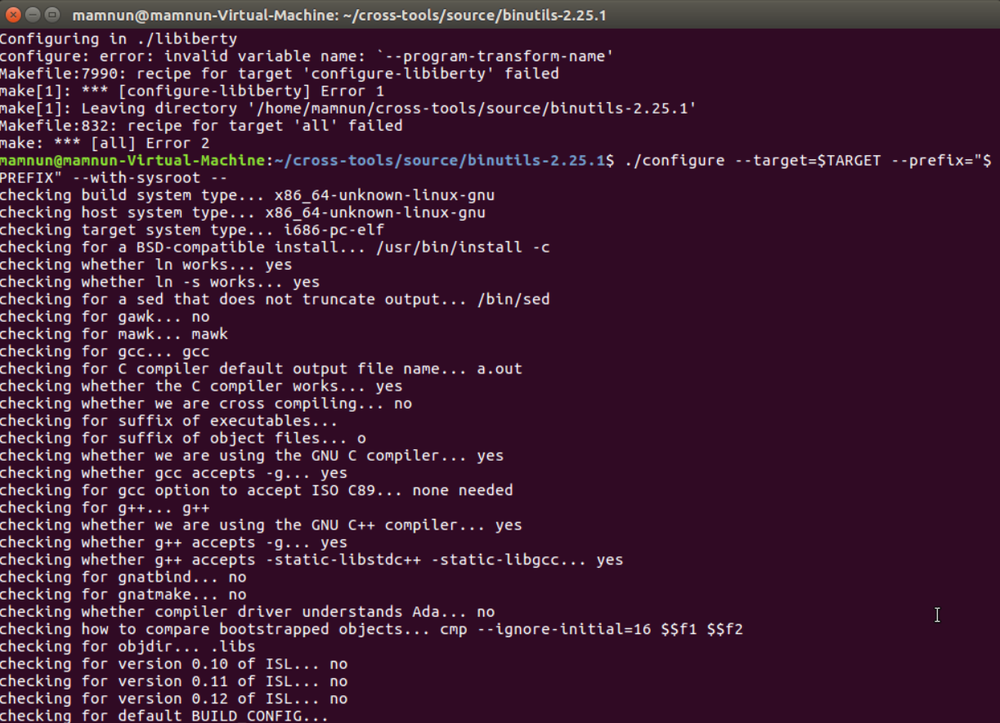 mamnun@mamnun-Virtual-Machine: ~/cross-tools/source/binutils-2.25.1
Configuring in ./libiberty
configure: error: invalid variable name: `--program-transform-name'
Makefile:7990: recipe for target 'configure-libiberty' failed
make[1]: *** [configure-libiberty] Error 1
make[1]: Leaving directory '/home/mamnun/cross-tools/source/binutils-2.25.1'
Makefile:832: recipe for target 'all' failed
make: *** [all] Error 2
mamnun@mamnun-Virtual-Machine:~/cross-tools/source/binutils-2.25.1$ ./configure --target=$TARGET --prefix="$
PREFIX" --with-sysroot --
checking build system type... x86_64-unknown-linux-gnu
checking host system type... x86_64-unknown-linux-gnu
checking target system type... i686-pc-elf
checking for a BSD-compatible install... /usr/bin/install -c
checking whether ln works... yes
checking whether ln -s works... yes
checking for a sed that does not truncate output... /bin/sed
checking for gawk... no
checking for mawk... mawk
checking for gcc... gcc
checking for C compiler default output file name... a.out
checking whether the C compiler works... yes
checking whether we are cross compiling... no
checking for suffix of executables...
checking for suffix of object files... o
checking whether we are using the GNU C compiler... yes
checking whether gcc accepts -g... yes
checking for gcc option to accept ISO C89... none needed
checking for g++... g++
checking whether we are using the GNU C++ compiler... yes
checking whether g++ accepts -g... yes
checking whether g++ accepts -static-libstdc++ -static-libgcc... yes
checking for gnatbind... no
checking for gnatmake... no
checking whether compiler driver understands Ada... no
checking how to compare bootstrapped objects... cmp --ignore-initial=16 $$f1 $$f2
checking for objdir... .libs
checking for version 0.10 of ISL... no
checking for version 0.11 of ISL... no
checking for version 0.12 of ISL... no
checking for default BUILD_CONFIG...